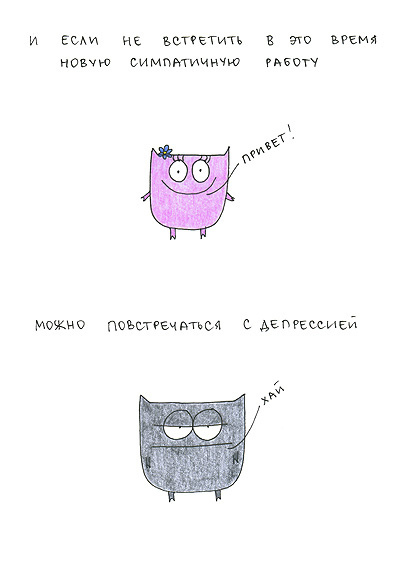 И ЕСЛИ НЕ ВСТРЕТИТЬ В ЭТО ВРЕМЯ
НОВУЮ СИМПАТИЧНУЮ РАБОТУ
ПРИВЕТ!
МОЖНО ПОВСТРЕЧАТЬСЯ С ДЕПРЕССИЕЙ
ХАЙ